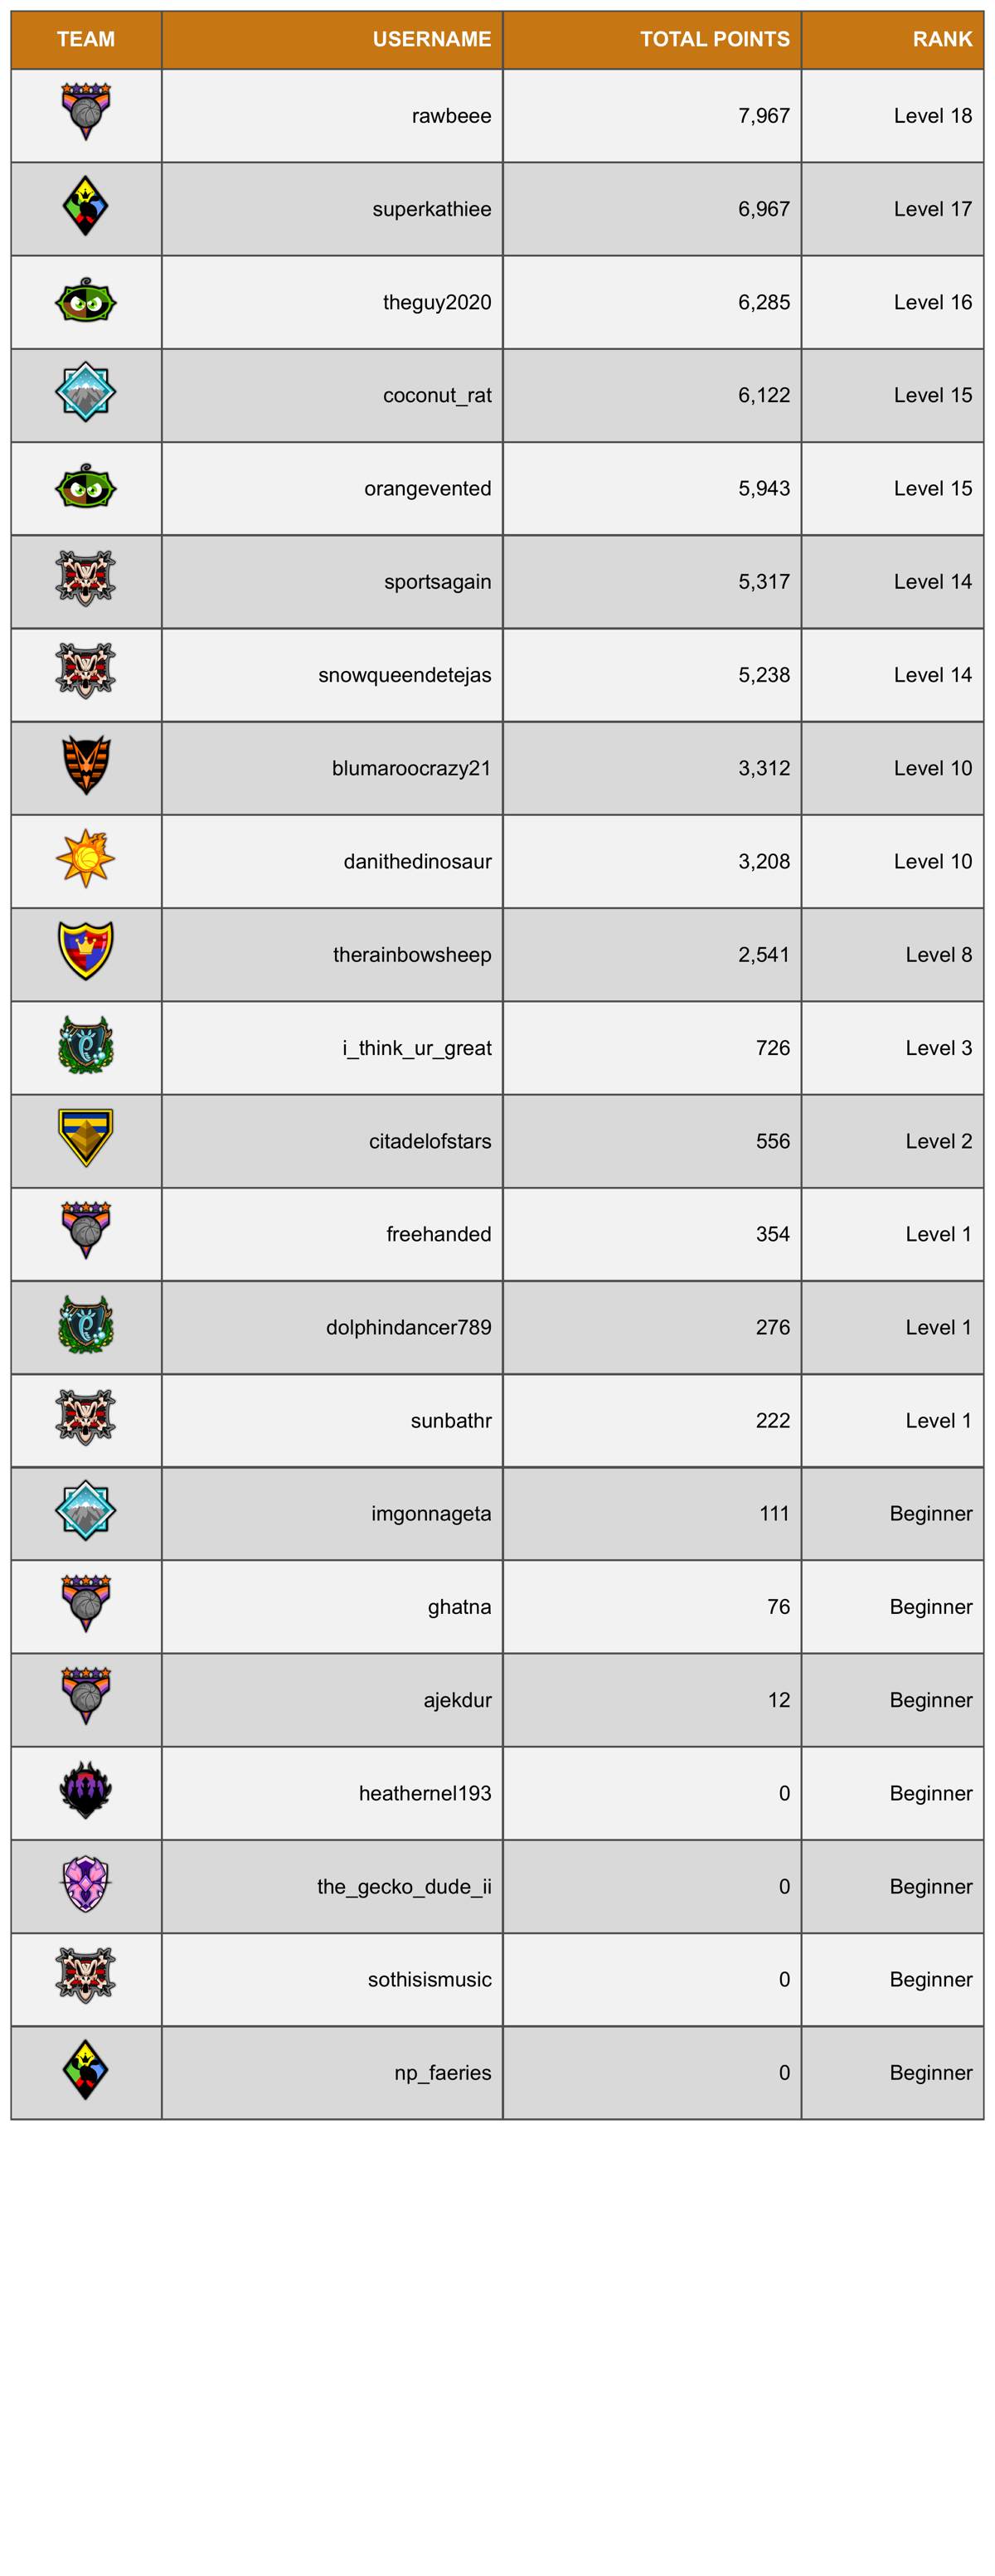 TEAM USERNAME TOTAL POINTS RANK
rawbeee 7,967 Level 18
superkathiee 6,967 Level 17
theguy2020 6,285 Level 16
coconut_rat 6,122 Level 15
orangevented 5,943 Level 15
sportsagain 5,317 Level 14
snowqueendetejas 5,238 Level 14
blumaroocrazy21 3,312 Level 10
danithedinosaur 3,208 Level 10
therainbowsheep 2,541 Level 8
i_think_ur_great 726 Level 3
citadelofstars 556 Level 2
freehanded 354 Level 1
dolphindancer789 276 Level 1
sunbathr 222 Level 1
imgonnageta 111 Beginner
ghatna 76 Beginner
ajekdur 12 Beginner
heathernel193 0 Beginner
the_gecko_dude_ii 0 Beginner
sothisismusic 0 Beginner
np_faeries 0 Beginner